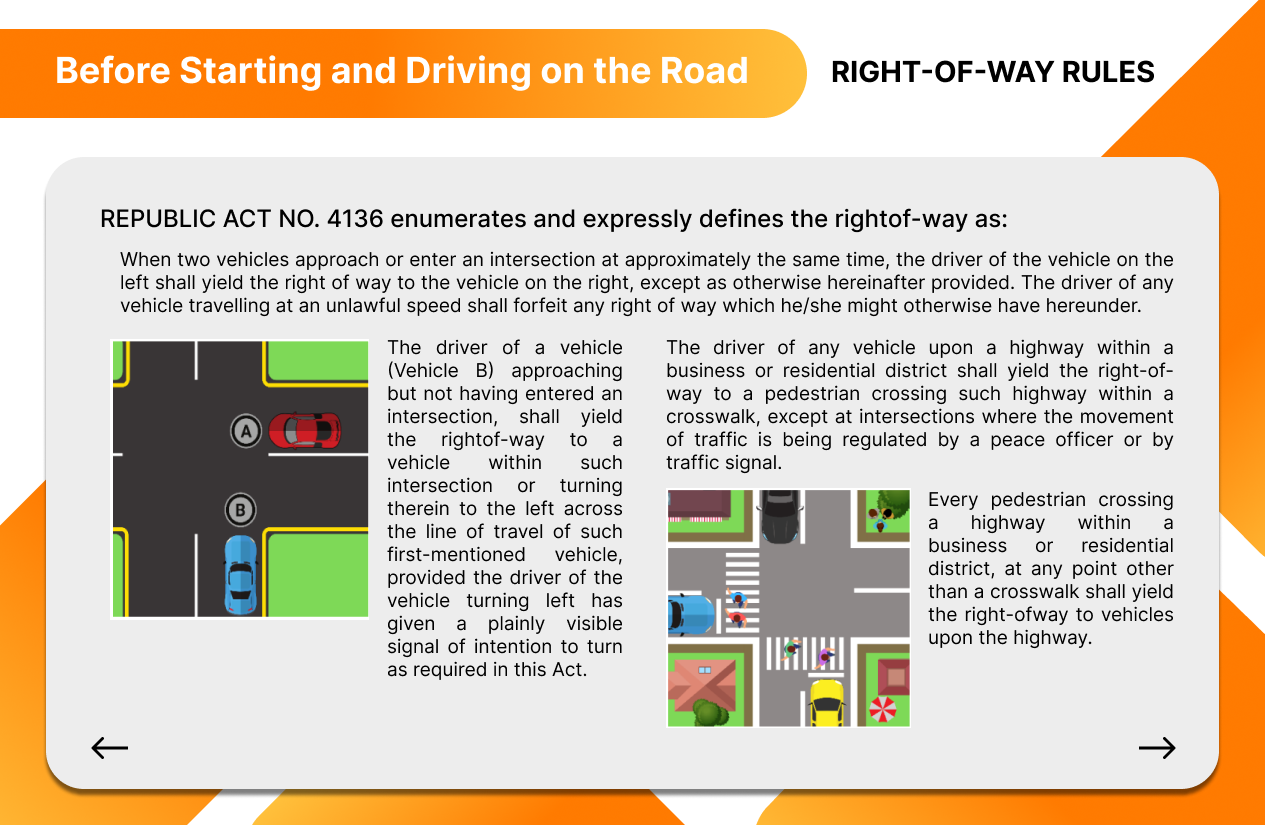 Before Starting and Driving on the Road
RIGHT-OF-WAY RULES
REPUBLIC ACT NO. 4136 enumerates and expressly defines the rightof-way as:
When two vehicles approach or enter an intersection at approximately the same time, the driver of the vehicle on the
left shall yield the right of way to the vehicle on the right, except as otherwise hereinafter provided. The driver of any
vehicle travelling at an unlawful speed shall forfeit any right of way which he/she might otherwise have hereunder.
A
B
The driver of a vehicle
(Vehicle B) approaching
but not having entered an
intersection, shall yield
the rightof-way to a
vehicle within such
intersection or turning
therein to the left across
the line of travel of such
first-mentioned vehicle,
provided the driver of the
vehicle turning left has
given a plainly visible
signal of intention to turn
as required in this Act.
The driver of any vehicle upon a highway within a
business or residential district shall yield the right-of-
way to a pedestrian crossing such highway within a
crosswalk, except at intersections where the movement
of traffic is being regulated by a peace officer or by
traffic signal.
Every pedestrian crossing
a highway within a
business or residential
district, at any point other
than a crosswalk shall yield
the right-ofway to vehicles
upon the highway.